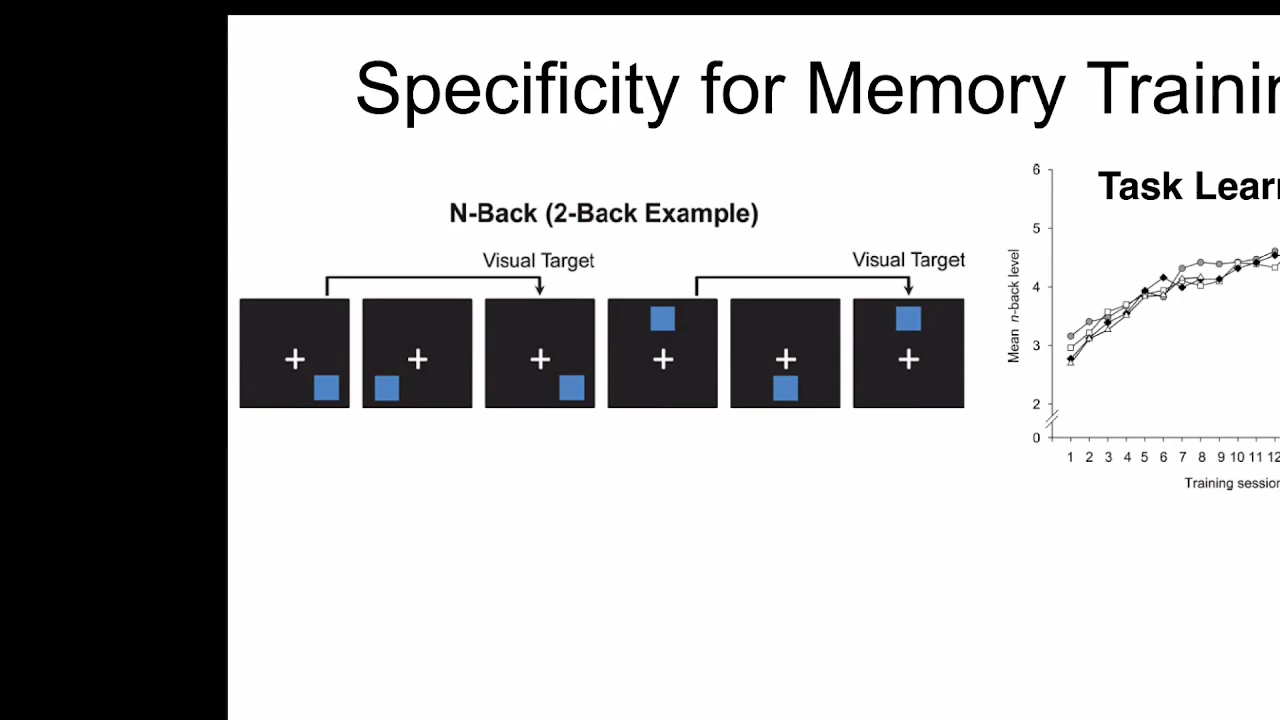 Specificity for Memory Trainin
N-Back (2-Back Example)
Visual Target
Visual Target
Task Learn
6
5
4
3
2
0
Mean n-back level
1 2 3 4 5 6 7 8 9 10 11 12
Training session